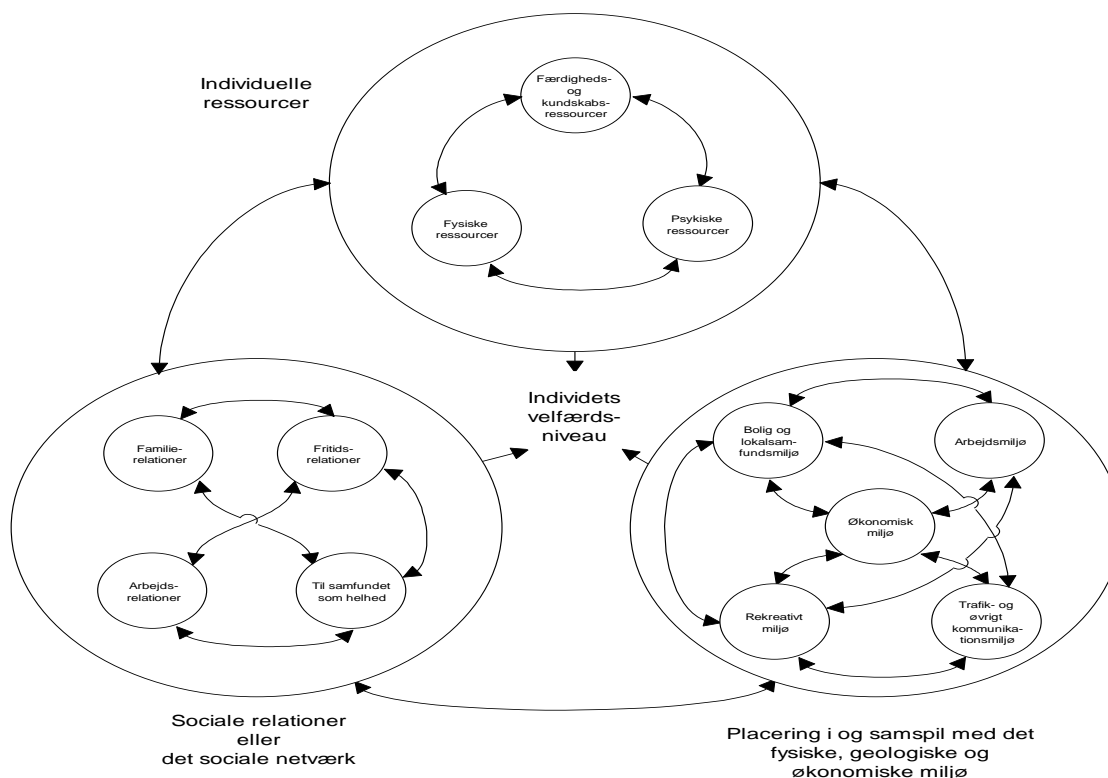 Individuelle
ressourcer
Færdigheds-
og
kundskabs-
ressourcer
Fysiske
ressourcer
Psykiske
ressourcer
Individets
velfærds-
niveau
Familie-
relationer
Fritids-
relationer
Arbejds-
relationer
Til samfundet
som helhed
Bolig og
lokalsam-
fundsmiljø
Arbejdsmiljø
Økonomisk
miljø
Rekreativt
miljø
Trafik- og
øvrigt
kommunika-
tionsmiljø
Sociale relationer
eller
det sociale netværk
Placering i og samspil med det
fysiske, geologiske og
økonomiske miljø